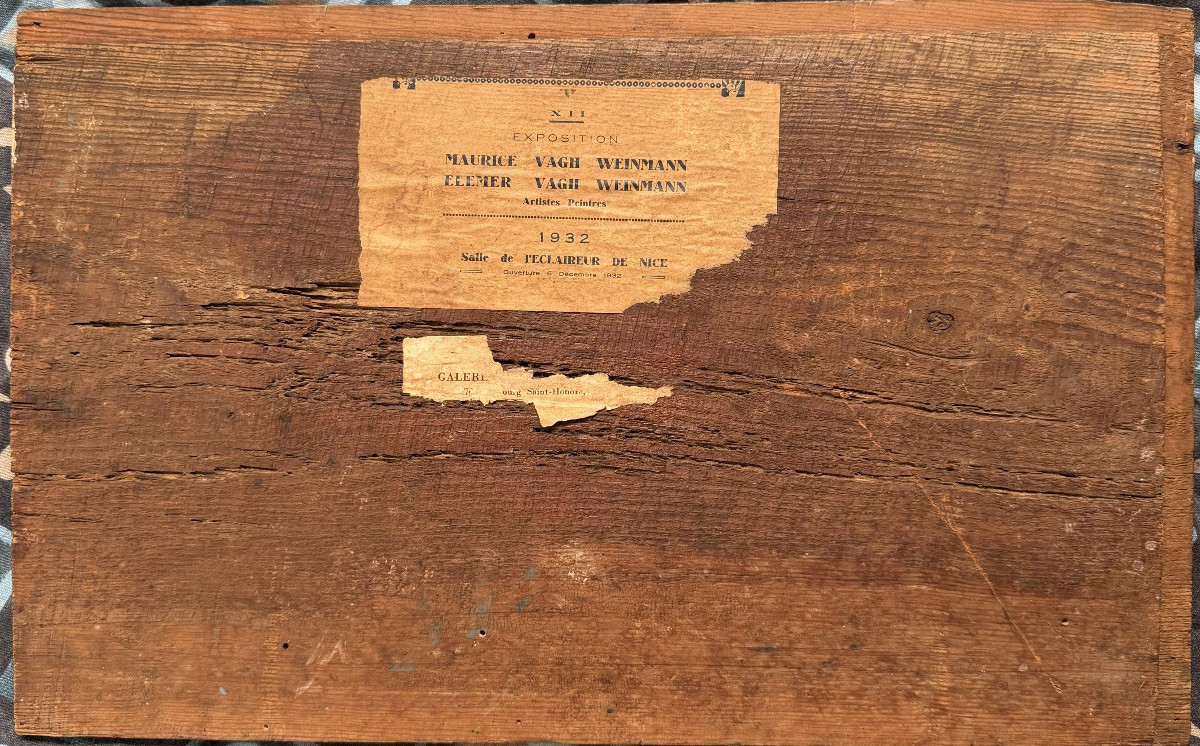 XII
EXPOSITION
MAURICE VAGH WEINMANN
ELEMER VAGH WEINMANN
Artistes Peintres
1932
Salle de l'ECLAIREUR DE NICE
Ouverture 6 Décembre 1932
GALERI
ourg Saint-Honoré,